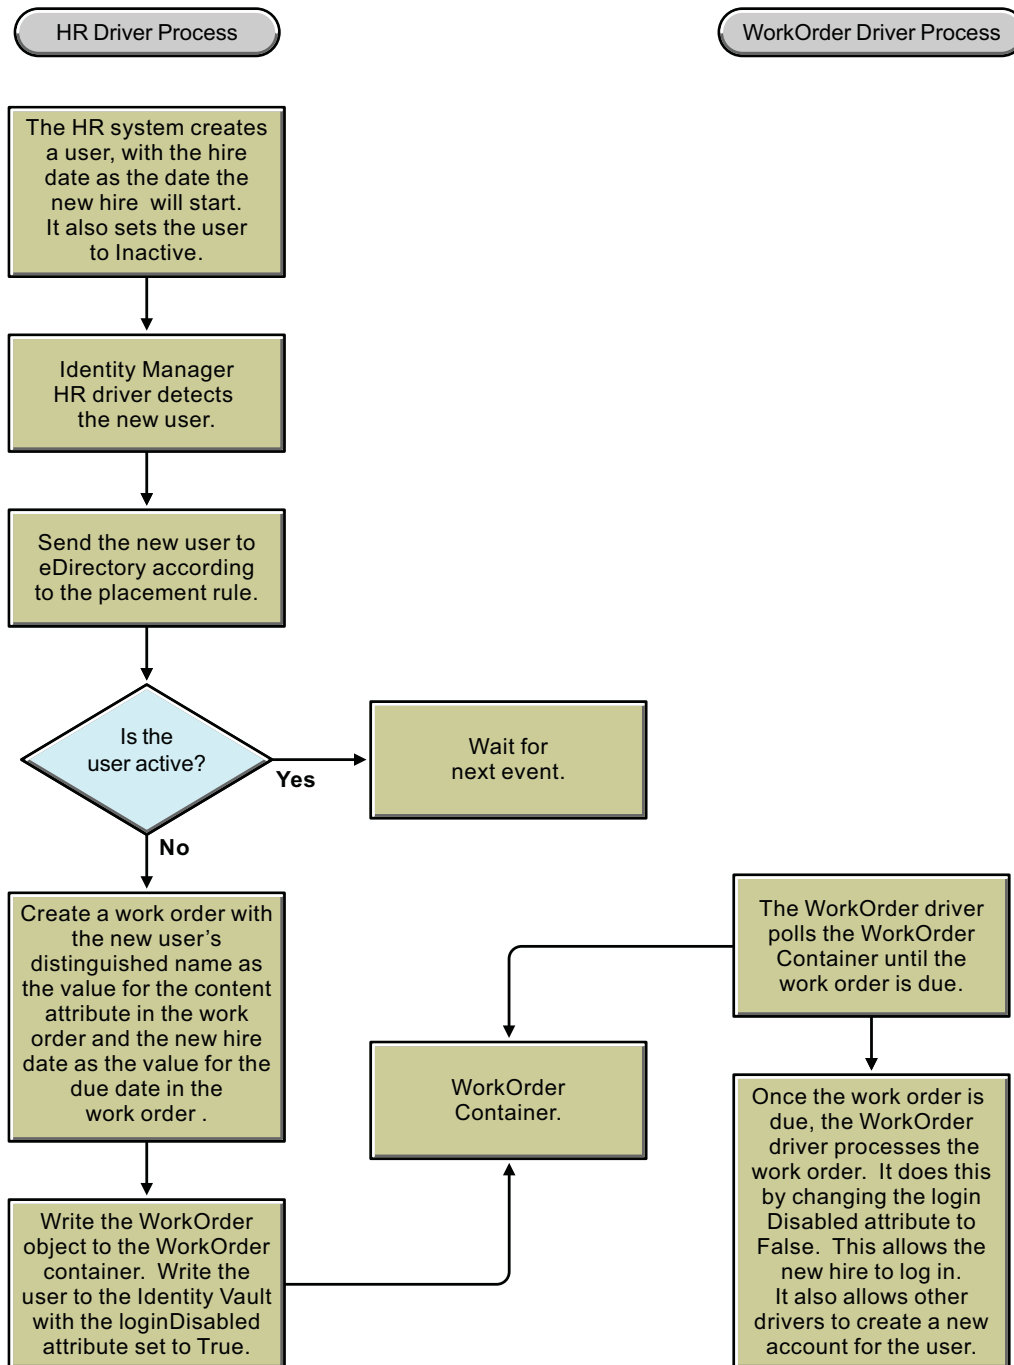 HR Driver Process
WorkOrder Driver Process
The HR system creates
a user, with the hire
date as the date the
new hire will start.
It also sets the user
to Inactive.
Identity Manager
HR driver detects
the new user.
Send the new user to
eDirectory according
to the placement rule.
Is the
user active?
Yes
Wait for
next event.
No
Create a work order with
the new user’s
distinguished name as
the value for the content
attribute in the work
order and the new hire
date as the value for the
due date in the
work order .
Write the WorkOrder
object to the WorkOrder
container. Write the
user to the Identity Vault
with the loginDisabled
attribute set to True.
WorkOrder
Container.
The WorkOrder driver
polls the WorkOrder
Container until the
work order is due.
Once the work order is
due, the WorkOrder
driver processes the
work order. It does this
by changing the login
Disabled attribute to
False. This allows the
new hire to log in.
It also allows other
drivers to create a new
account for the user.